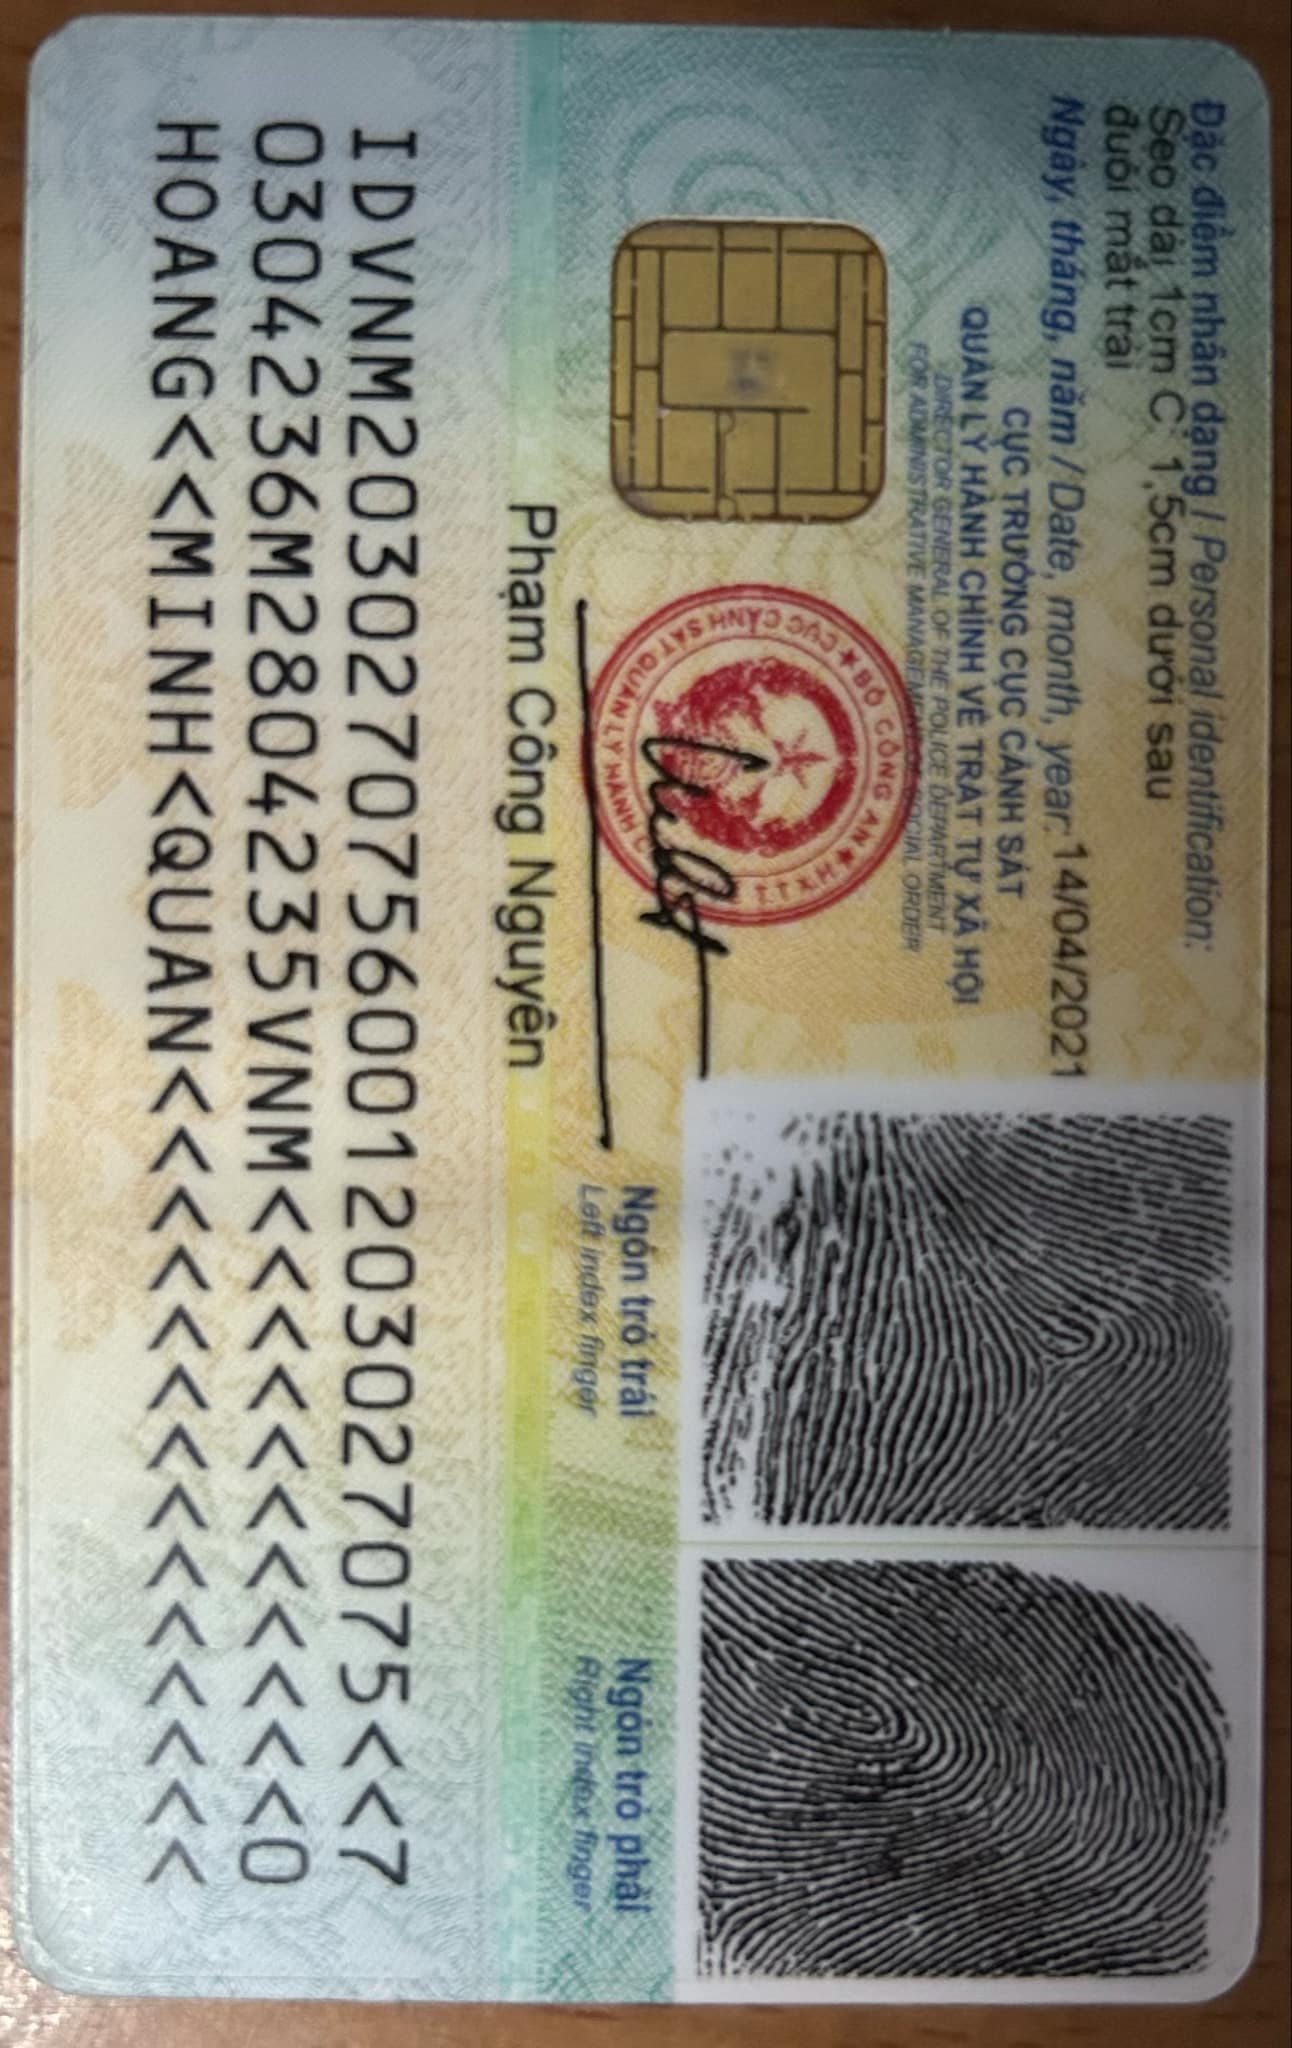 Đặc điểm nhân dạng / Personal identification:
Sẹo dài 1cm C: 1,5cm dưới sau
đuôi mắt trái
Ngày, tháng, năm / Date, month, year: 14/04/2021
CỤC TRƯỞNG CỤC CẢNH SÁT
QUẢN LÝ HÀNH CHÍNH VỀ TRẬT TỰ XÃ HỘI
DIRECTOR GENERAL OF THE POLICE DEPARTMENT
FOR ADMINISTRATIVE MANAGEMENT OF SOCIAL ORDER
BỘ CÔNG AN
CỤC CẢNH SÁT QUẢN LÝ HÀNH C
TTXH
Phạm Công Nguyên
Ngón trỏ trái
Left index finger
Ngón trỏ phải
Right index finger
IDVNM2030270756001203027075<<7
0304236M2804235VNM<<<<<<<<<<<0
HOANG<<MINH<QUAN<<<<<<<<<<<<<<